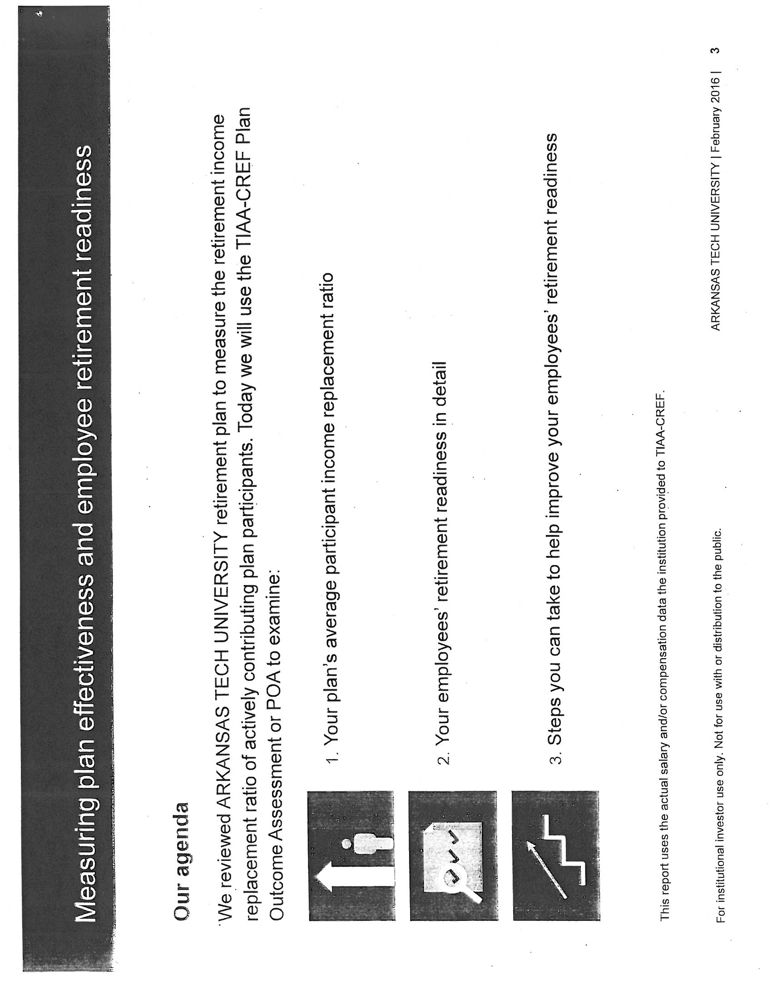 Measuring plan effectiveness and employee retirement readiness
Our agenda
We reviewed ARKANSAS TECH UNIVERSITY retirement plan to measure the retirement income
replacement ratio of actively contributing plan participants. Today we will use the TIAA-CREF Plan
Outcome Assessment or POA to examine:
1. Your plan's average participant income replacement ratio
2. Your employees' retirement readiness in detail
3. Steps you can take to help improve your employees' retirement readiness
This report uses the actual salary and/or compensation data the institution provided to TIAA-CREF.
For institutional investor use only. Not for use with or distribution to the public.
ARKANSAS TECH UNIVERSITY | February 2016 | 3